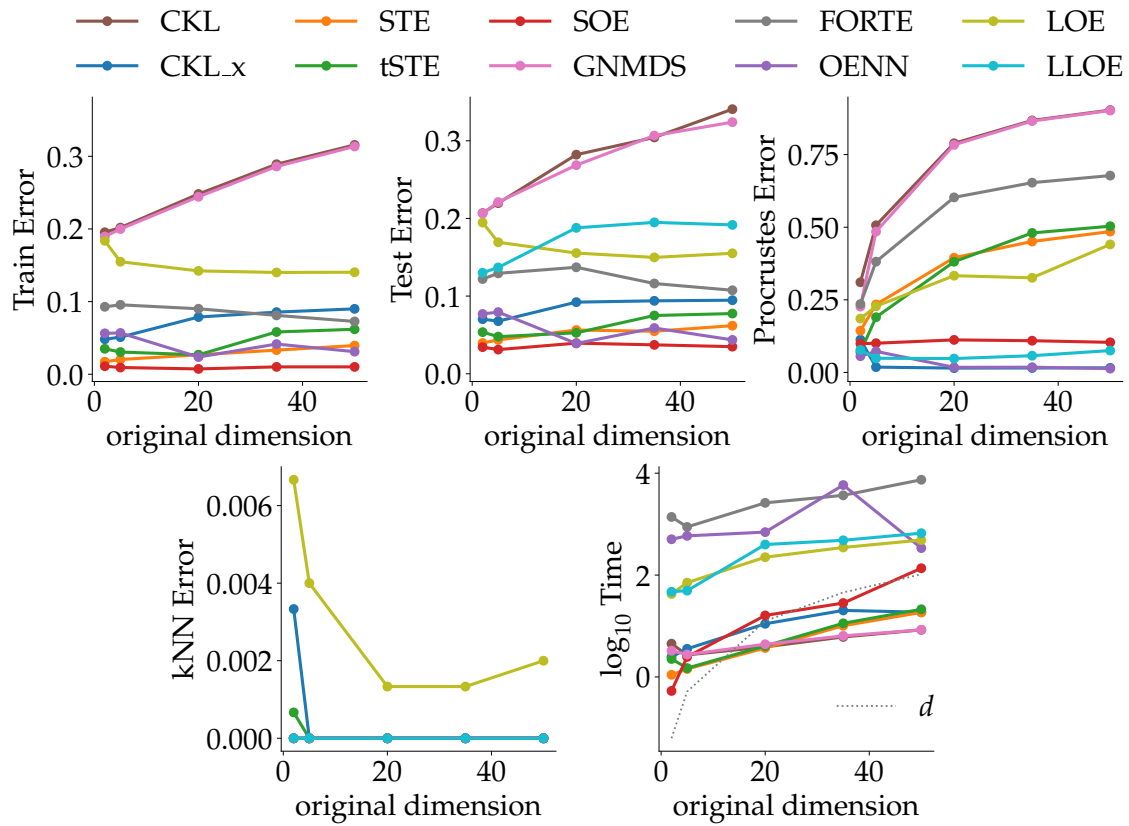 CKL STE SOE FORTE LOE
CKL_x tSTE GNMDS OENN LLOE
Train Error
0.3
0.2
0.1
0.0
0 20 40
original dimension
Test Error
0.3
0.2
0.1
0.0
0 20 40
original dimension
Procrustes Error
0.75
0.50
0.25
0.00
0 20 40
original dimension
kNN Error
0.006
0.004
0.002
0.000
0 20 40
original dimension
log₁₀ Time
4
2
0
d
0 20 40
original dimension